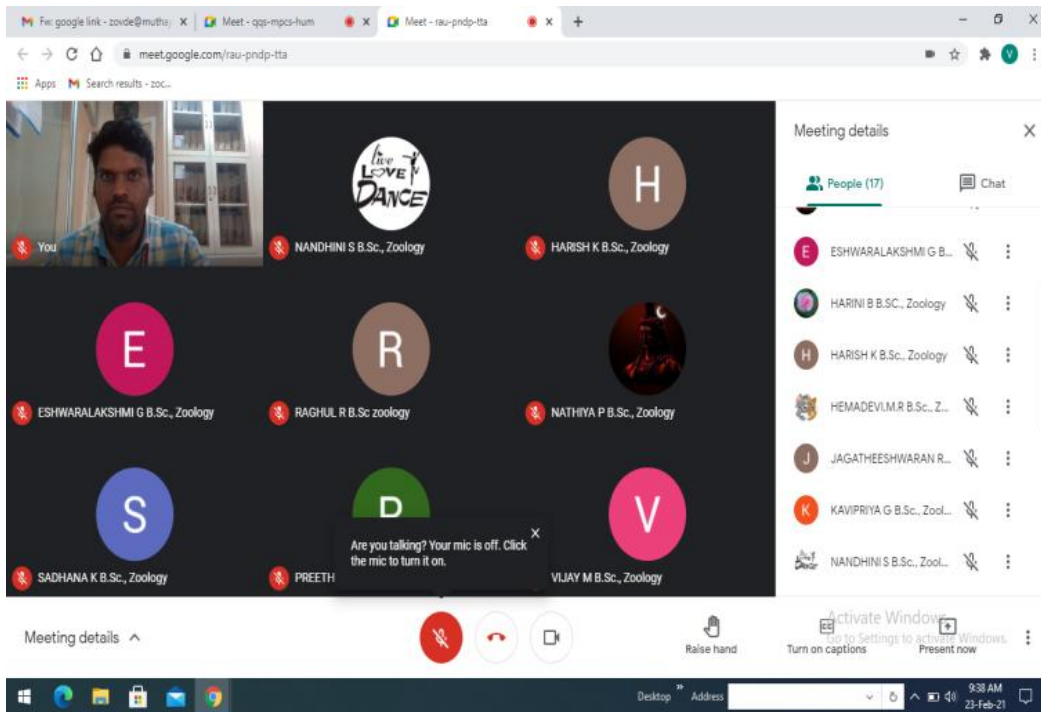 Fw: google link - zovde@muthay
Meet - qqs-mpcs-hum
Meet - rau-pndp-tta
meet.google.com/rau-pndp-tta
V
Apps
Search results - zoc...
You
live
LOVE
DANCE
NANDHINI S B.Sc., Zoology
H
HARISH K B.Sc., Zoology
E
ESHWARALAKSHMI G B.Sc., Zoology
R
RAGHUL R B.Sc zoology
NATHIYA P B.Sc., Zoology
S
SADHANA K B.Sc., Zoology
PREETH
V
VIJAY M B.Sc., Zoology
Are you talking? Your mic is off. Click
the mic to turn it on.
Meeting details
People (17)
Chat
E
ESHWARALAKSHMI G B...
HARINI B B.SC., Zoology
H
HARISH K B.Sc., Zoology
HEMADEVI.M.R B.Sc., Z...
J
JAGATHEESHWARAN R...
K
KAVIPRIYA G B.Sc., Zool...
NANDHINI S B.Sc., Zool...
Meeting details
Raise hand
CC
Turn on captions
Present now
Activate Windows
Go to Settings to activate Windows.
Desktop
Address
9:38 AM
23-Feb-21